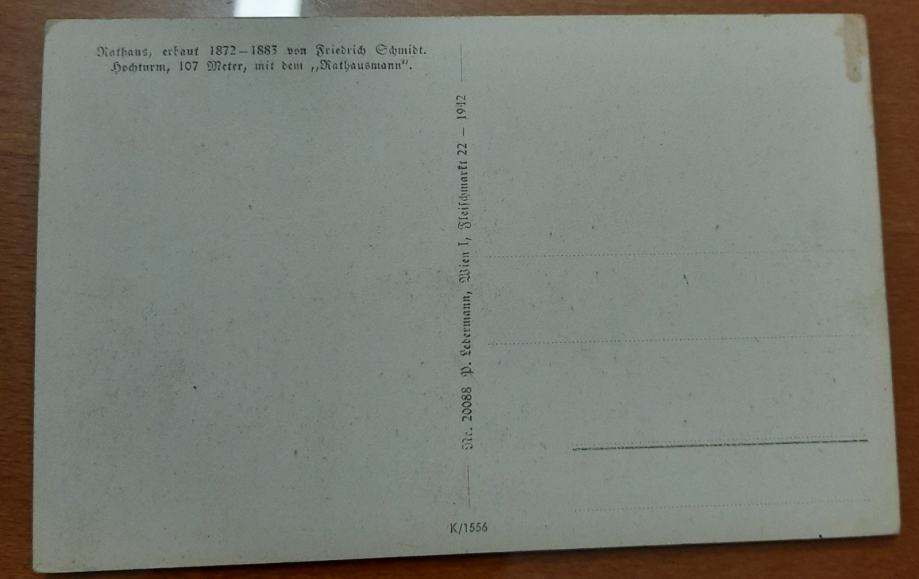 Rathaus, erbaut 1872–1883 von Friedrich Schmidt.
Hochturm, 107 Meter, mit dem „Rathausmann".
Nr. 20088 P. Ledermann, Wien I, Fleischmarkt 22 – 1942
K/1556